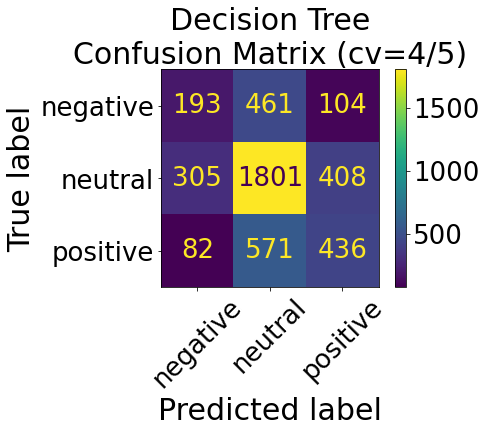 Decision Tree
Confusion Matrix (cv=4/5)
True label
negative 193 461 104
neutral 305 1801 408
positive 82 571 436
negative neutral positive
Predicted label
1500
1000
500